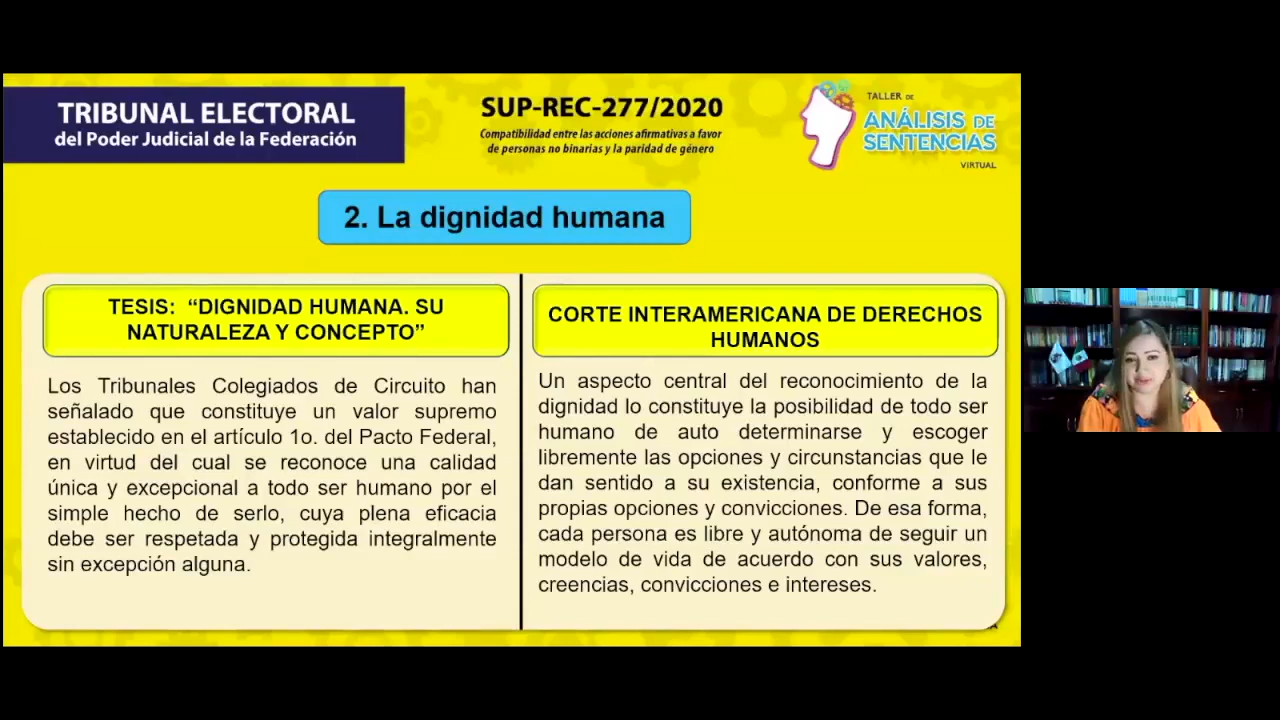 TRIBUNAL ELECTORAL
del Poder Judicial de la Federación
SUP-REC-277/2020
Compatibilidad entre las acciones afirmativas a favor
de personas no binarias y la paridad de género
TALLER DE
ANÁLISIS DE
SENTENCIAS
VIRTUAL
2. La dignidad humana
TESIS: “DIGNIDAD HUMANA. SU
NATURALEZA Y CONCEPTO”
Los Tribunales Colegiados de Circuito han
señalado que constituye un valor supremo
establecido en el artículo 1o. del Pacto Federal,
en virtud del cual se reconoce una calidad
única y excepcional a todo ser humano por el
simple hecho de serlo, cuya plena eficacia
debe ser respetada y protegida integralmente
sin excepción alguna.
CORTE INTERAMERICANA DE DERECHOS
HUMANOS
Un aspecto central del reconocimiento de la
dignidad lo constituye la posibilidad de todo ser
humano de auto determinarse y escoger
libremente las opciones y circunstancias que le
dan sentido a su existencia, conforme a sus
propias opciones y convicciones. De esa forma,
cada persona es libre y autónoma de seguir un
modelo de vida de acuerdo con sus valores,
creencias, convicciones e intereses.